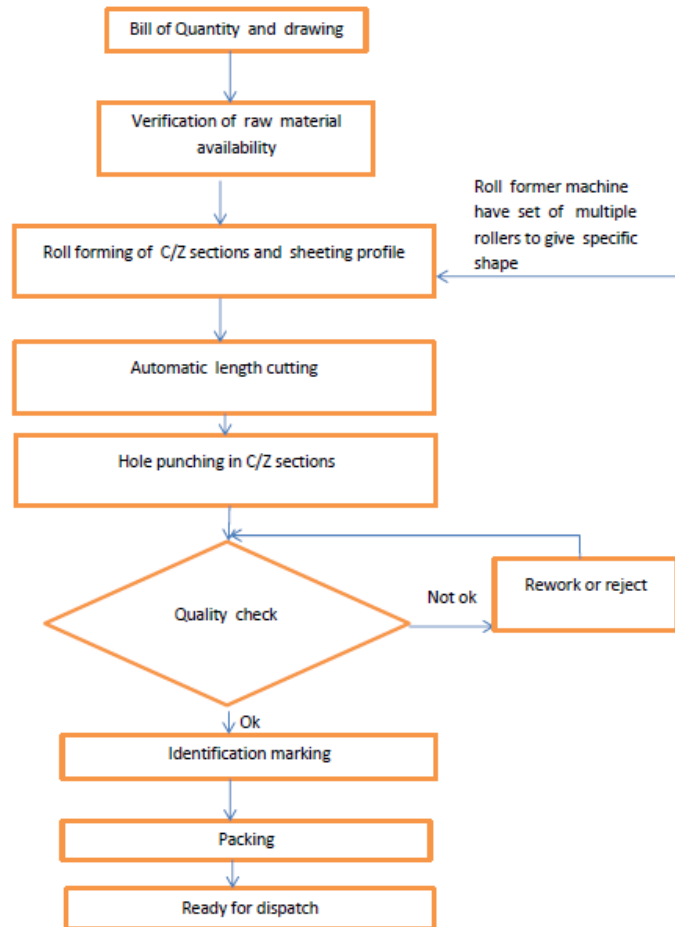 Bill of Quantity and drawing
Verification of raw material
availability
Roll former machine
have set of multiple
rollers to give specific
shape
Roll forming of C/Z sections and sheeting profile
Automatic length cutting
Hole punching in C/Z sections
Quality check
Not ok
Rework or reject
Ok
Identification marking
Packing
Ready for dispatch